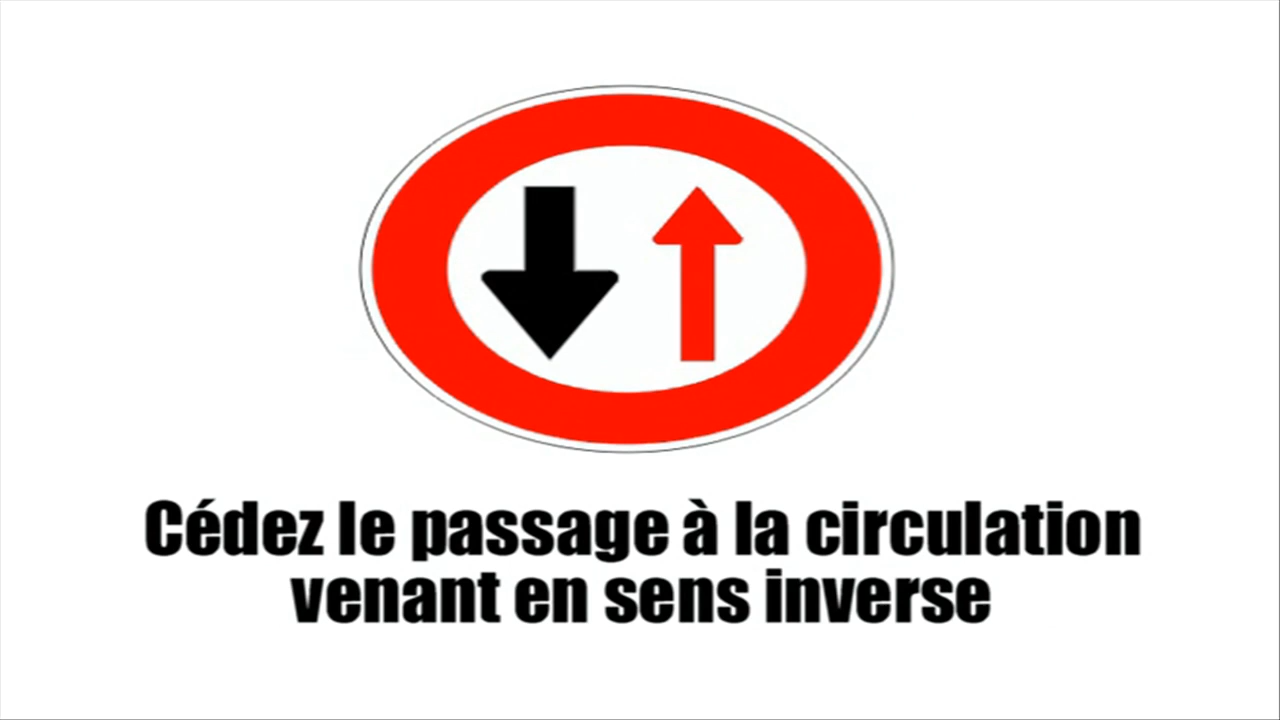 Cédez le passage à la circulation
venant en sens inverse